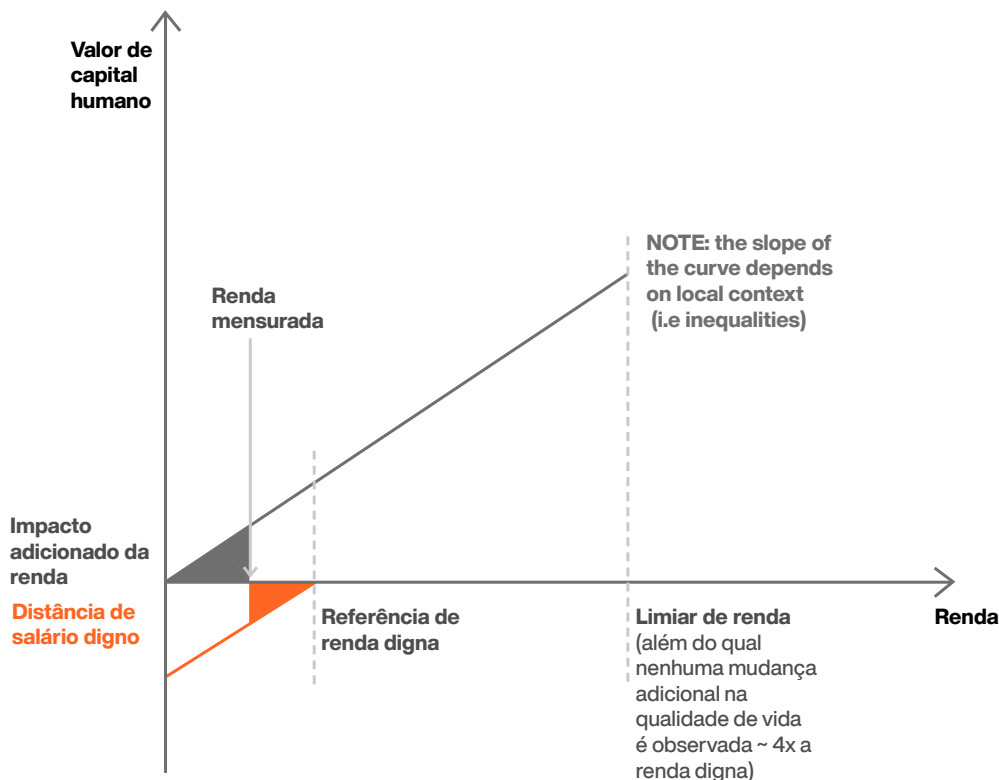 Valor de
capital
humano
NOTE: the slope of
the curve depends
on local context
(i.e inequalities)
Renda
mensurada
Impacto
adicionado da
renda
Distância de
salário digno
Referência de
renda digna
Limiar de renda
(além do qual
nenhuma mudança
adicional na
qualidade de vida
é observada ~ 4x a
renda digna)
Renda